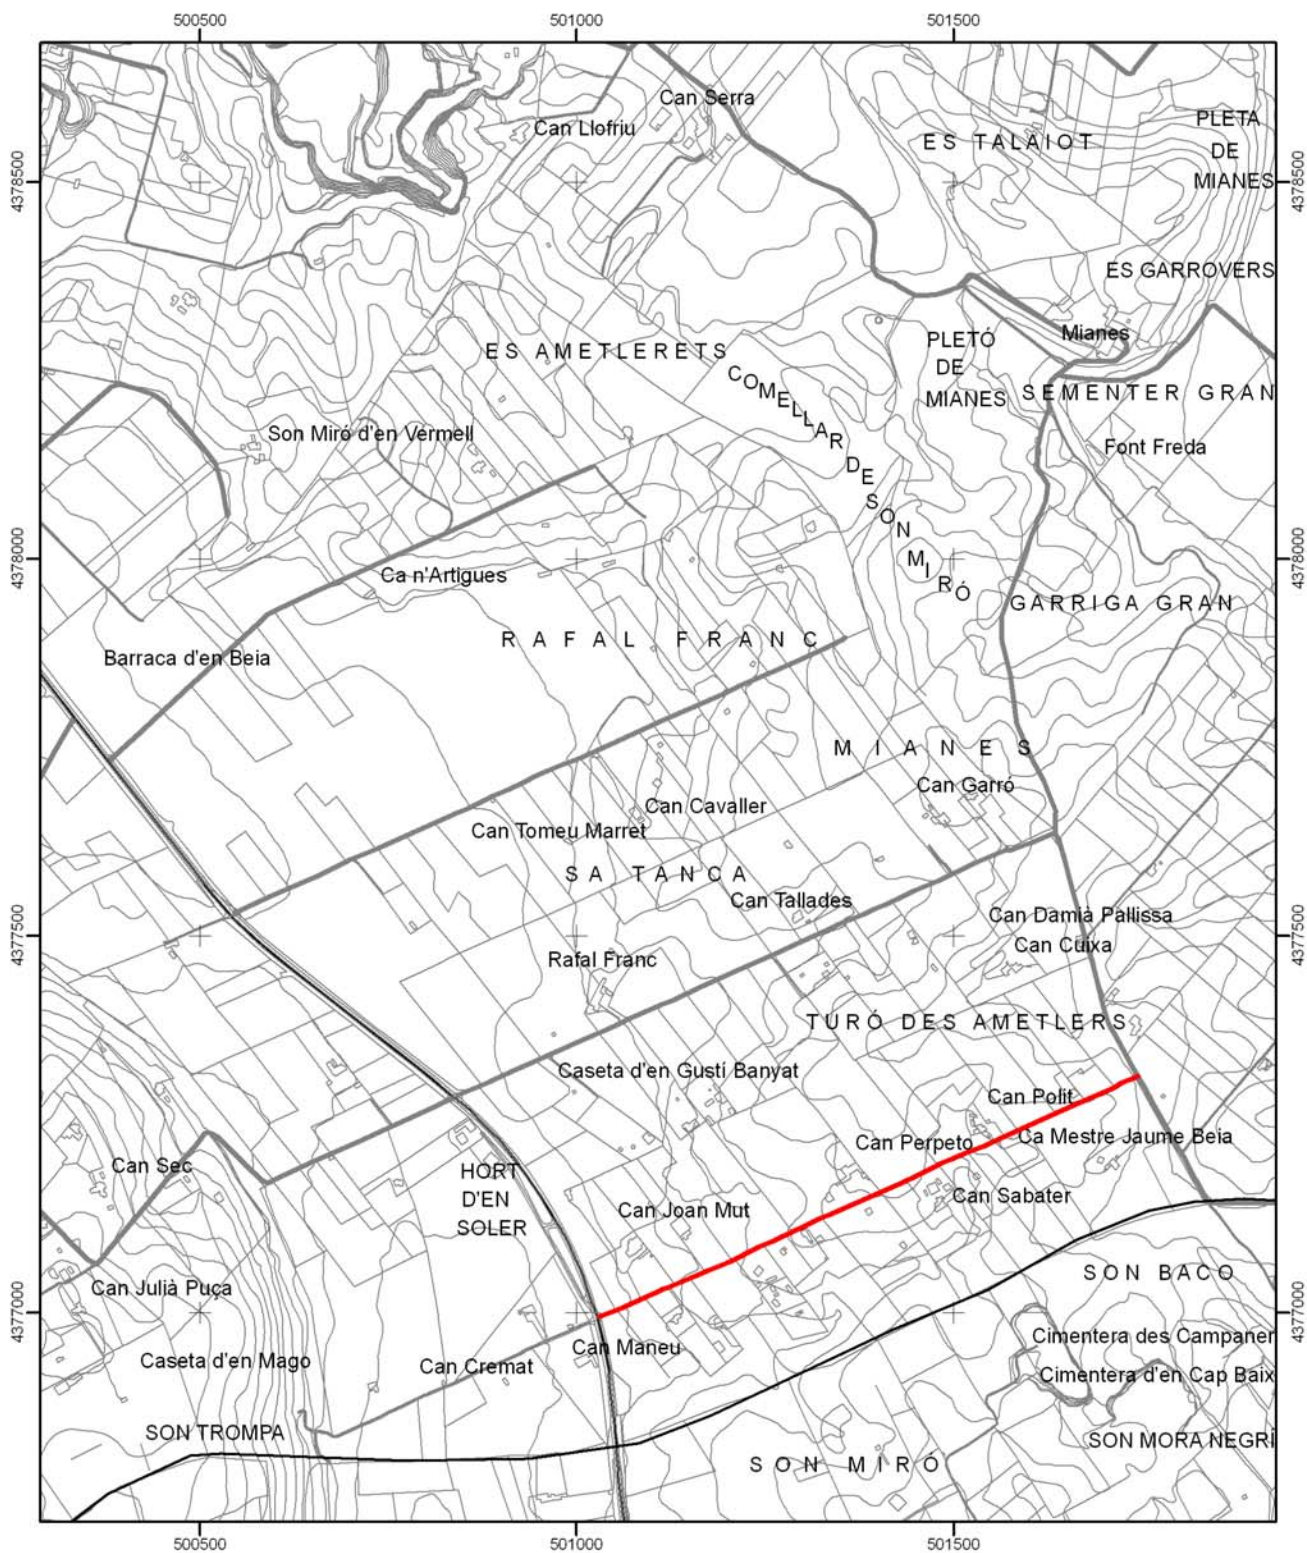 500500
501000
501500
Can Serra
PLETA
Can Llofriu
ES TALAIOT
DE
4378500
MIANES
4378500
ES GARROVERS
Mianes
PLETÓ
ES AMETLERETS
DE
COMELLAR DE SON MIRÓ
MIANES
SEMENTER GRAN
Son Miró d'en Vermell
Font Freda
4378000
4378000
Ca n'Artigues
GARRIGA GRAN
RAFAL FRANC
Barraca d'en Beia
MIANES
Can Garró
Can Cavaller
Can Tomeu Marret
SA TANCA
Can Tallades
Can Damià Pallissa
4377500
4377500
Can Cuixa
Rafal Franc
TURÓ DES AMETLERS
Caseta d'en Gustí Banyat
Can Polit
Can Perpeto
Ca Mestre Jaume Beia
Can Sec
HORT
D'EN
SOLER
Can Sabater
Can Joan Mut
SON BACO
Can Julià Puça
4377000
4377000
Cimentera des Campaner
Can Maneu
Caseta d'en Mago
Can Cremat
Cimentera d'en Cap Baix
SON TROMPA
SON MORA NEGRI
SON MIRÓ
500500
501000
501500